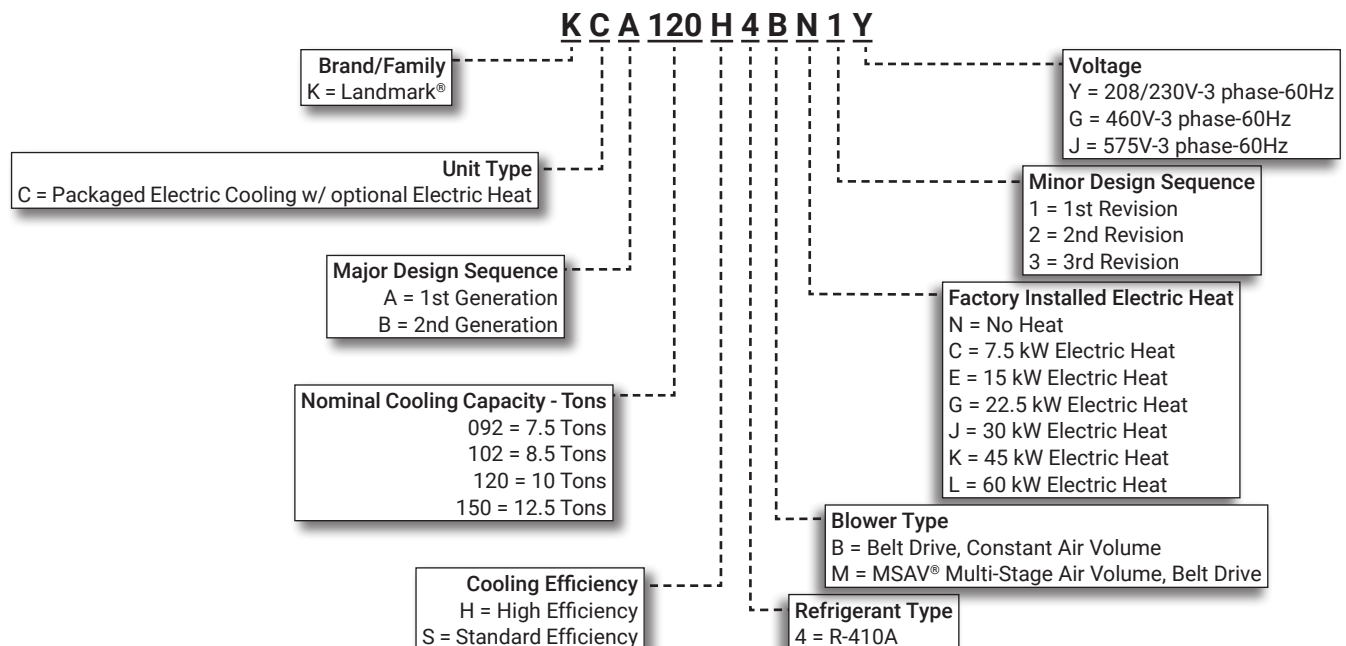 K C A 120 H 4 B N 1 Y
Brand/Family
K = Landmark®
Voltage
Y = 208/230V-3 phase-60Hz
G = 460V-3 phase-60Hz
J = 575V-3 phase-60Hz
Unit Type
C = Packaged Electric Cooling w/ optional Electric Heat
Minor Design Sequence
1 = 1st Revision
2 = 2nd Revision
3 = 3rd Revision
Major Design Sequence
A = 1st Generation
B = 2nd Generation
Factory Installed Electric Heat
N = No Heat
C = 7.5 kW Electric Heat
E = 15 kW Electric Heat
G = 22.5 kW Electric Heat
J = 30 kW Electric Heat
K = 45 kW Electric Heat
L = 60 kW Electric Heat
Nominal Cooling Capacity - Tons
092 = 7.5 Tons
102 = 8.5 Tons
120 = 10 Tons
150 = 12.5 Tons
Blower Type
B = Belt Drive, Constant Air Volume
M = MSAV® Multi-Stage Air Volume, Belt Drive
Cooling Efficiency
H = High Efficiency
S = Standard Efficiency
Refrigerant Type
4 = R-410A